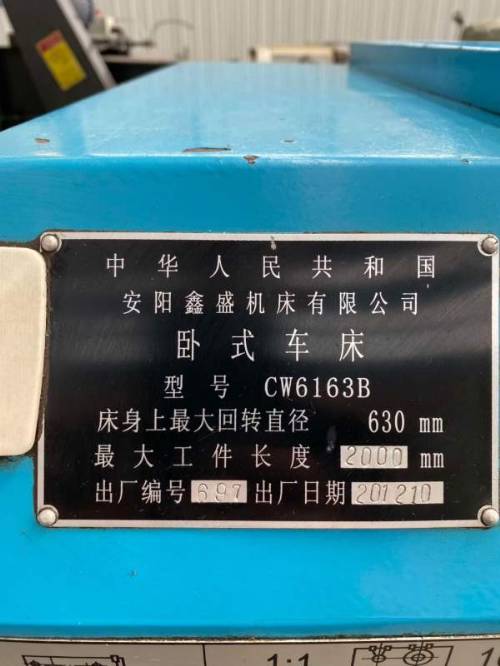 中华人民共和国
安阳鑫盛机床有限公司
卧式车床
型号 CW6163B
床身上最大回转直径 630 mm
最大工件长度 2000 mm
出厂编号 697 出厂日期 201210
1:1